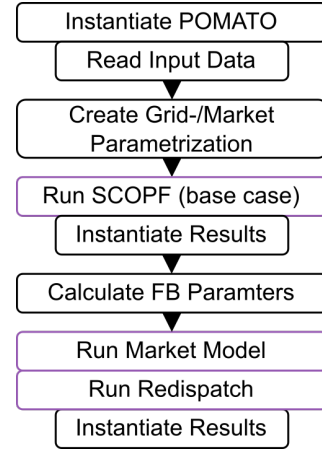 Instantiate POMATO
Read Input Data
Create Grid-/Market
Parametrization
Run SCOPF (base case)
Instantiate Results
Calculate FB Paramters
Run Market Model
Run Redispatch
Instantiate Results